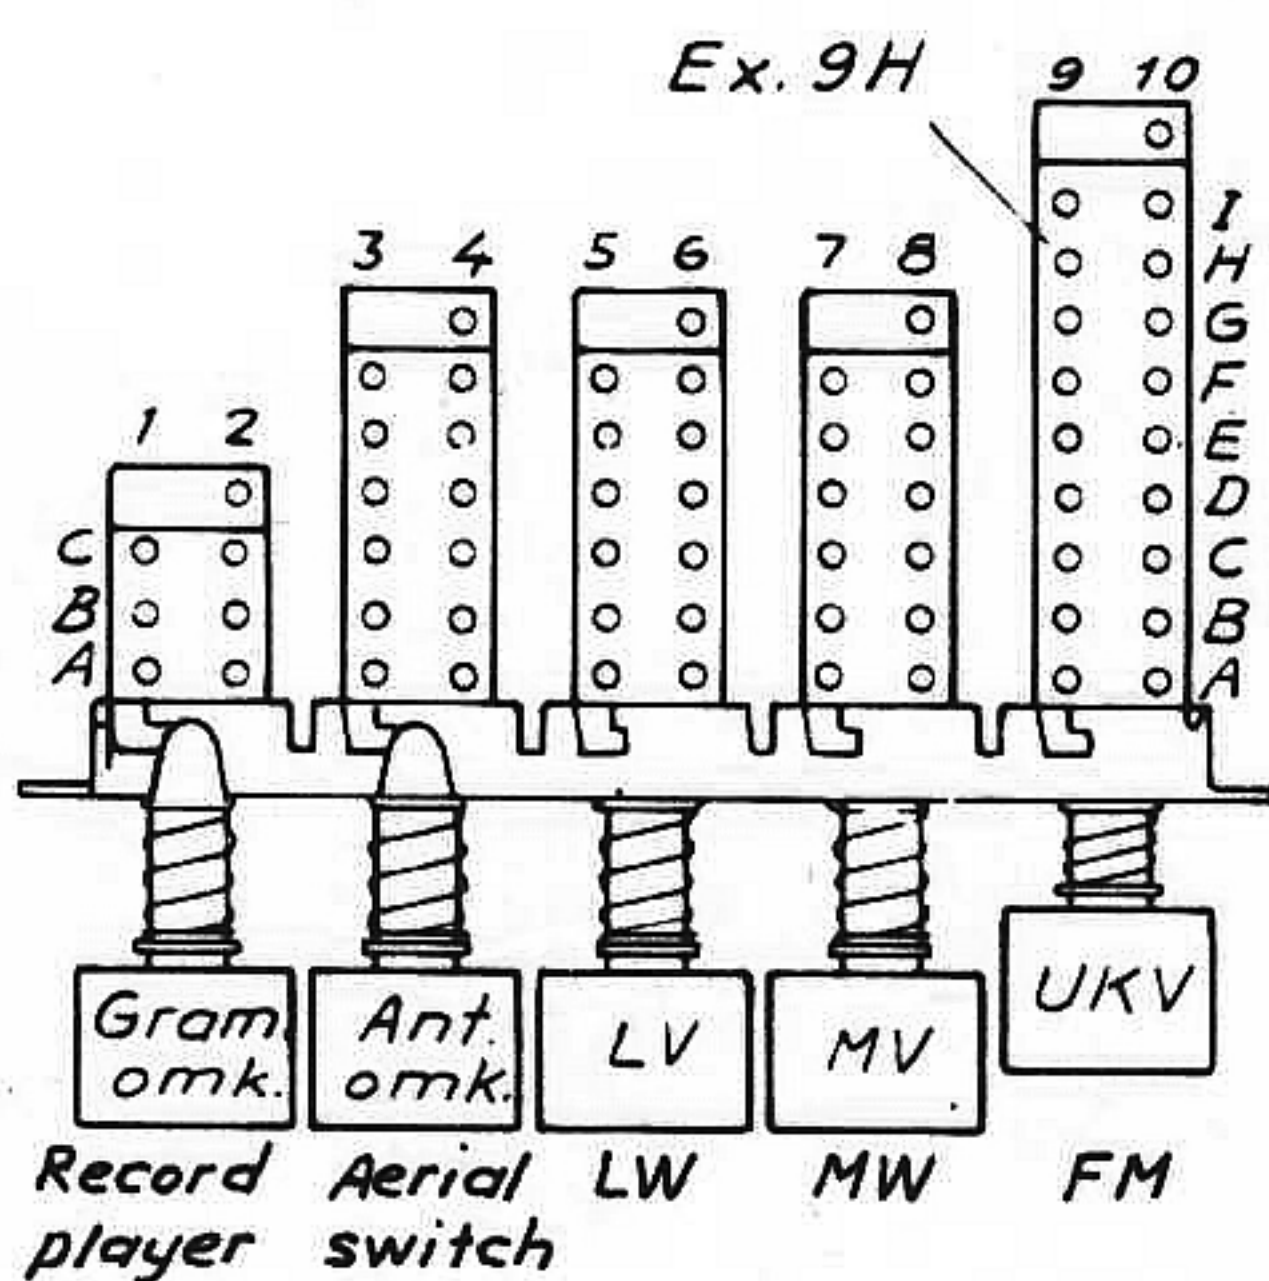 Ex. 9H
9 10
I
H
3 4 5 6 7 8
G
F
1 2
E
D
C C
B B
A A
Gram. omk.
Ant. omk.
LV
MV
UKV
Record player
Aerial switch
LW
MW
FM